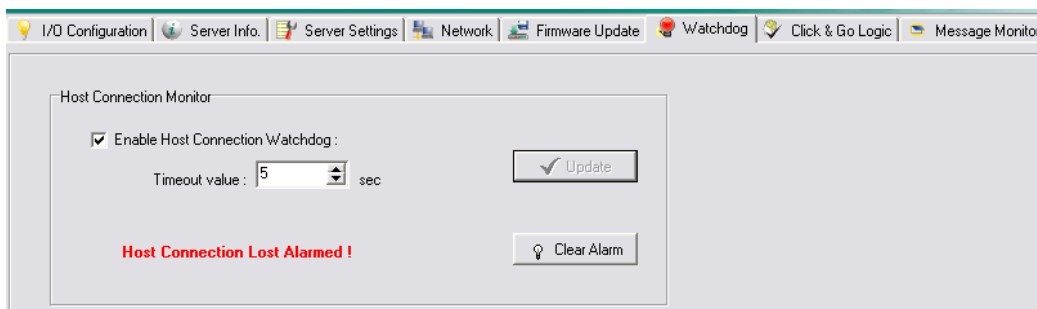 I/O Configuration Server Info. Server Settings Network Firmware Update Watchdog Click & Go Logic Message Monito
Host Connection Monitor
Enable Host Connection Watchdog :
Timeout value : 5 sec
Update
Host Connection Lost Alarmed !
Clear Alarm